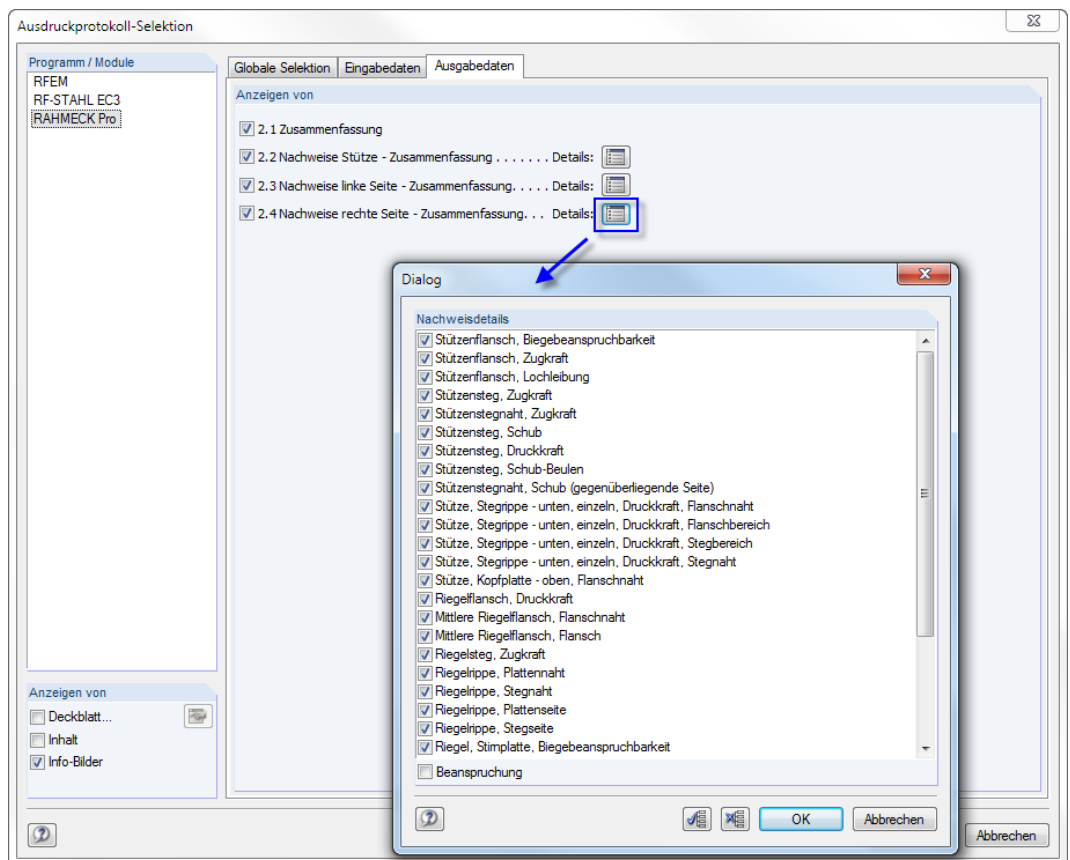 Ausdruckprotokoll-Selektion
Programm / Module
RFEM
RF-STAHL EC3
RAHMECK Pro
Globale Selektion
Eingabedaten
Ausgabedaten
Anzeigen von
2.1 Zusammenfassung
2.2 Nachweise Stütze - Zusammenfassung . . . . . . . Details:
2.3 Nachweise linke Seite - Zusammenfassung. . . . . Details:
2.4 Nachweise rechte Seite - Zusammenfassung. . . Details:
Dialog
Nachweisdetails
Stützenflansch, Biegebeanspruchbarkeit
Stützenflansch, Zugkraft
Stützenflansch, Lochleibung
Stützensteg, Zugkraft
Stützenstegnaht, Zugkraft
Stützensteg, Schub
Stützensteg, Druckkraft
Stützensteg, Schub-Beulen
Stützenstegnaht, Schub (gegenüberliegende Seite)
Stütze, Stegrippe - unten, einzeln, Druckkraft, Flanschnaht
Stütze, Stegrippe - unten, einzeln, Druckkraft, Flanschbereich
Stütze, Stegrippe - unten, einzeln, Druckkraft, Stegbereich
Stütze, Stegrippe - unten, einzeln, Druckkraft, Stegnaht
Stütze, Kopfplatte - oben, Flanschnaht
Riegelflansch, Druckkraft
Mittlere Riegelflansch, Flanschnaht
Mittlere Riegelflansch, Flansch
Riegelsteg, Zugkraft
Riegelrippe, Plattennaht
Riegelrippe, Stegnaht
Riegelrippe, Plattenseite
Riegelrippe, Stegseite
Riegel, Stirnplatte, Biegebeanspruchbarkeit
Beanspruchung
OK
Abbrechen
Anzeigen von
Deckblatt...
Inhalt
Info-Bilder
Abbrechen